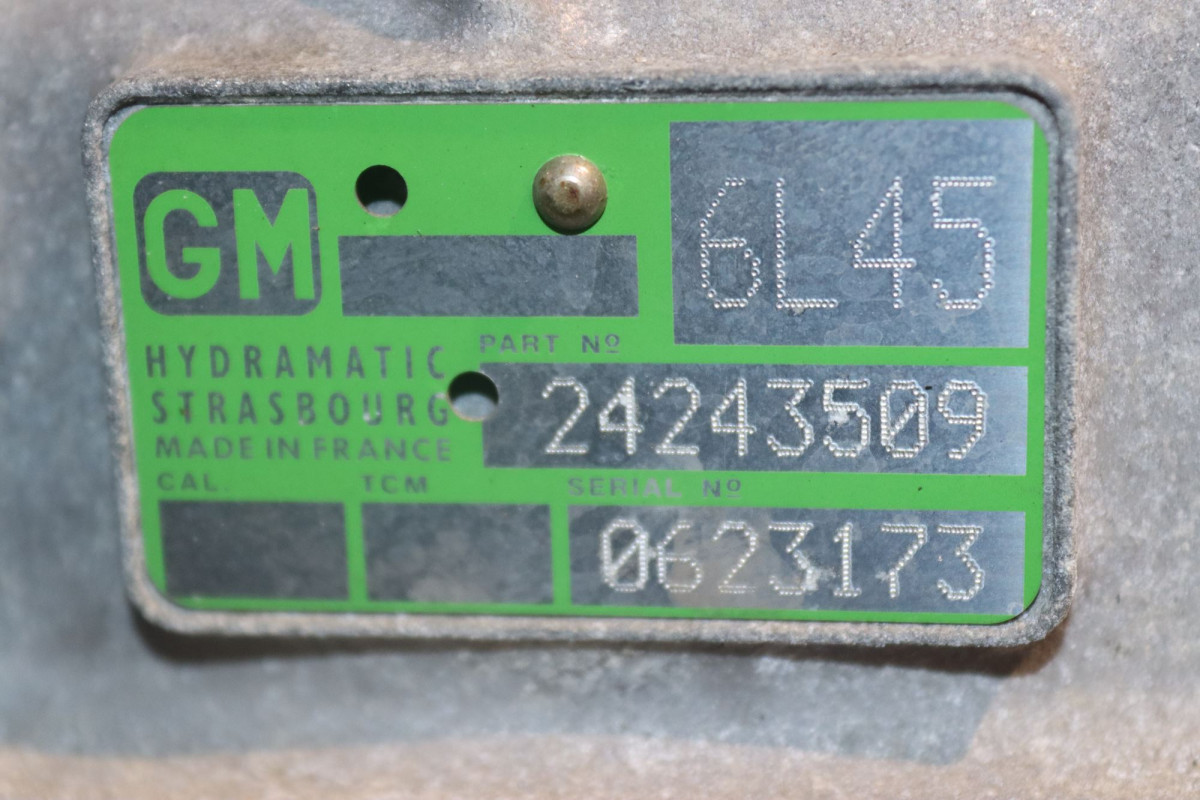 GM
6L45
HYDRAMATIC
STRASBOURG
MADE IN FRANCE
PART Nº
24243509
CAL.
TCM
SERIAL Nº
0623173